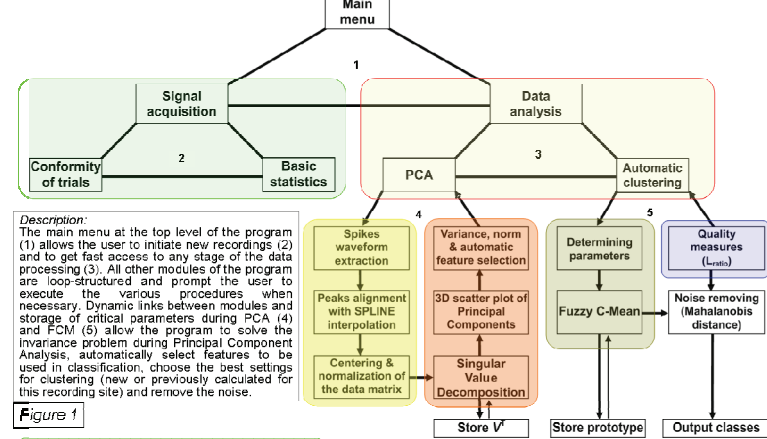 Main
menu
1
Signal
acquisition
Data
analysis
2
3
Conformity
of trials
Basic
statistics
PCA
Automatic
clustering
4
5
Description:
The main menu at the top level of the program
(1) allows the user to initiate new recordings (2)
and to get fast access to any stage of the data
processing (3). All other modules of the program
are loop-structured and prompt the user to
execute the various procedures when
necessary. Dynamic links between modules and
storage of critical parameters during PCA (4)
and FCM (5) allow the program to solve the
invariance problem during Principal Component
Analysis, automatically select features to be
used in classification, choose the best settings
for clustering (new or previously calculated for
this recording site) and remove the noise.
Figure 1
Spikes
waveform
extraction
Peaks alignment
with SPLINE
interpolation
Centering &
normalization of
the data matrix
Variance, norm
& automatic
feature selection
3D scatter plot of
Principal
Components
Singular
Value
Decomposition
Store Vᵀ
Determining
parameters
Fuzzy C-Mean
Store prototype
Quality
measures
(Lratio)
Noise removing
(Mahalanobis
distance)
Output classes